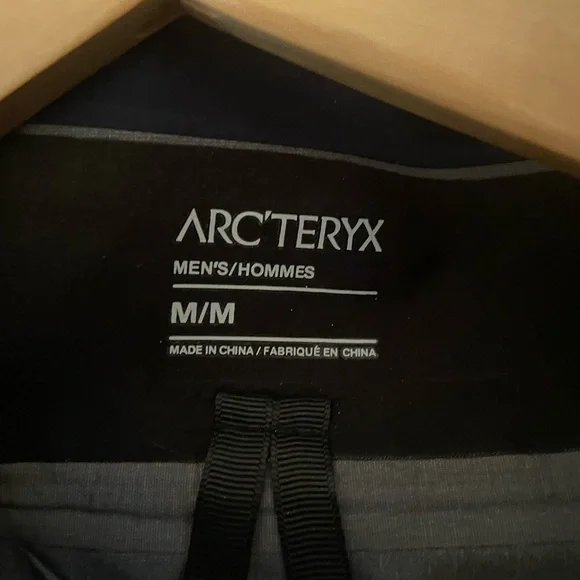 ARC'TERYX
MEN'S/HOMMES
M/M
MADE IN CHINA / FABRIQUÉ EN CHINA